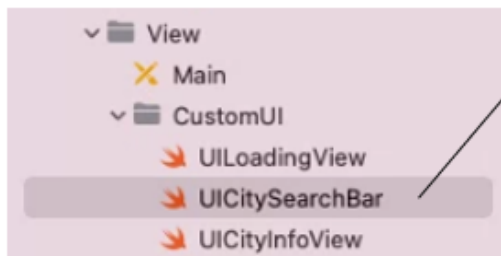 View
Main
CustomUI
UILoadingView
UICitySearchBar
UICityInfoView